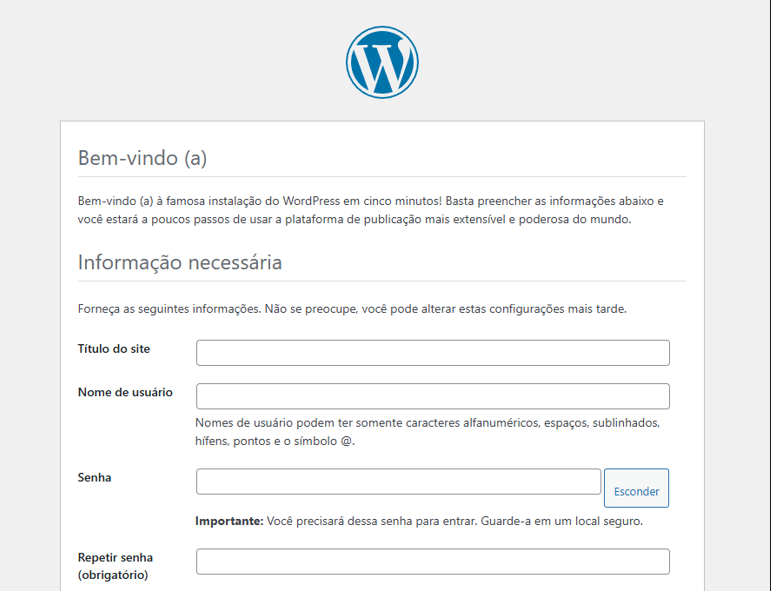 Bem-vindo (a)
Bem-vindo (a) à famosa instalação do WordPress em cinco minutos! Basta preencher as informações abaixo e
você estará a poucos passos de usar a plataforma de publicação mais extensível e poderosa do mundo.
Informação necessária
Forneça as seguintes informações. Não se preocupe, você pode alterar estas configurações mais tarde.
Título do site
Nome de usuário
Nomes de usuário podem ter somente caracteres alfanuméricos, espaços, sublinhados,
hífens, pontos e o símbolo @.
Senha
Esconder
Importante: Você precisará dessa senha para entrar. Guarde-a em um local seguro.
Repetir senha
(obrigatório)